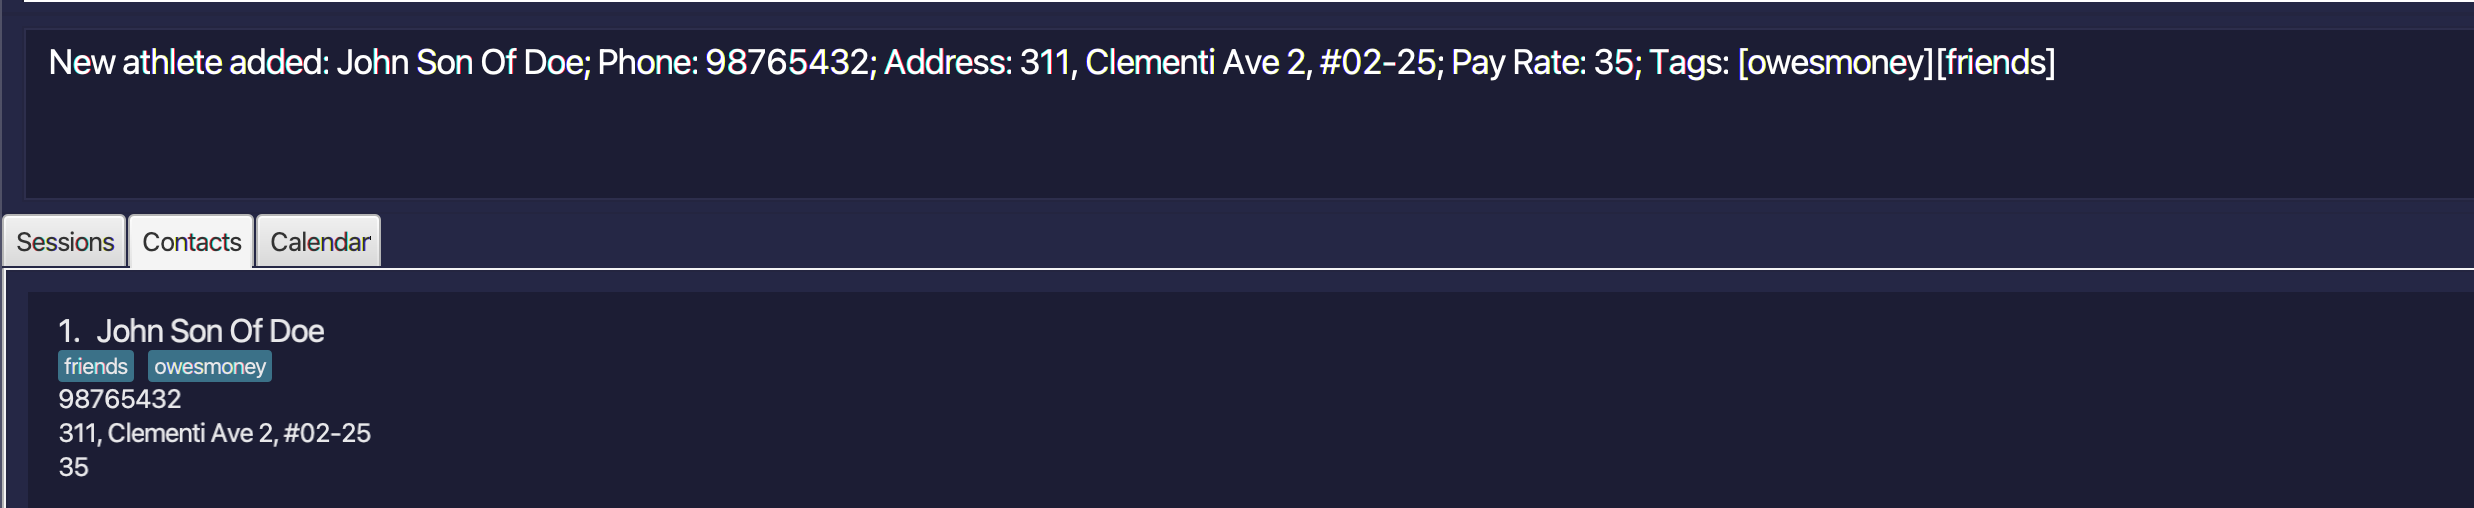 New athlete added: John Son Of Doe; Phone: 98765432; Address: 311, Clementi Ave 2, #02-25; Pay Rate: 35; Tags: [owesmoney][friends]
Sessions Contacts Calendar
1. John Son Of Doe
friends owesmoney
98765432
311, Clementi Ave 2, #02-25
35